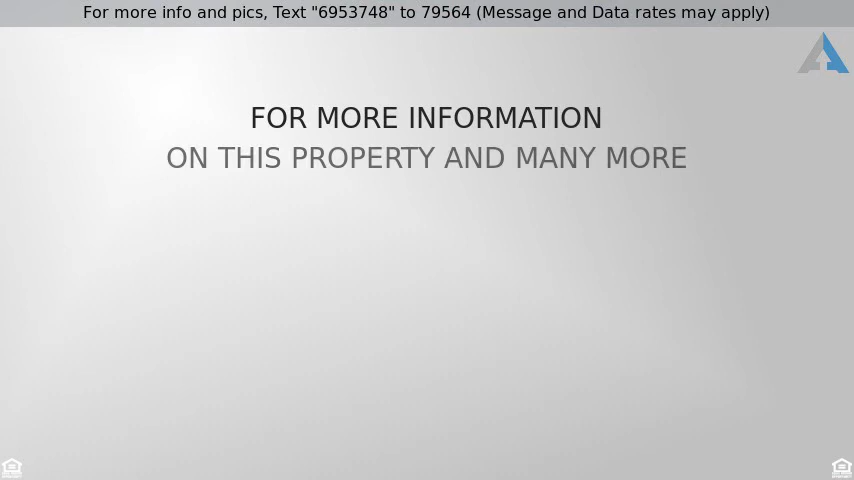 For more info and pics, Text "6953748" to 79564 (Message and Data rates may apply)
FOR MORE INFORMATION
ON THIS PROPERTY AND MANY MORE